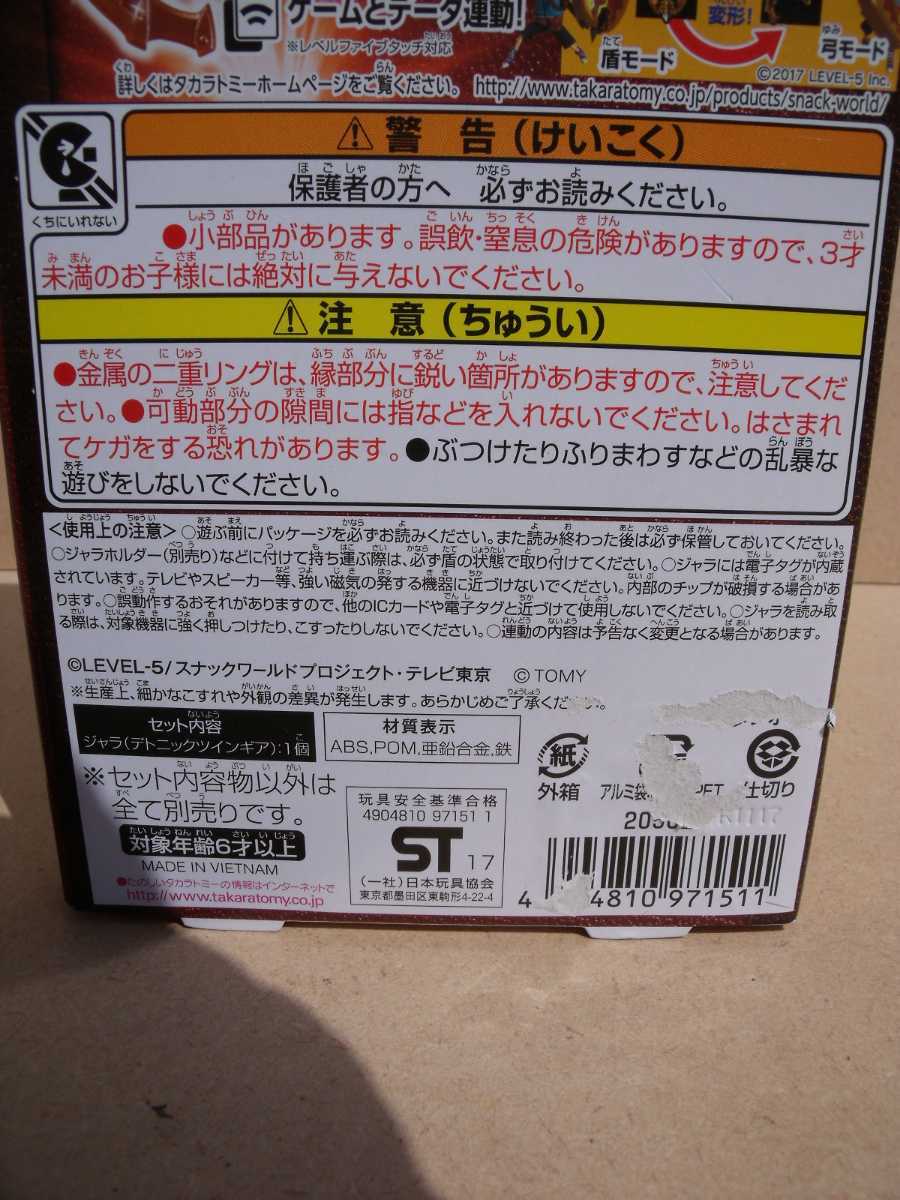 ゲームとデータ連動!
※レベルファイブタッチ対応
変形!
盾モード
弓モード
©2017 LEVEL-5 Inc.
詳しくはタカラトミーホームページをご覧ください。 http://www.takaratomy.co.jp/products/snack-world/
くちにいれない
⚠警 告(けいこく)
保護者の方へ 必ずお読みください。
●小部品があります。誤飲・窒息の危険がありますので、3才
未満のお子様には絶対に与えないでください。
⚠注 意(ちゅうい)
●金属の二重リングは、縁部分に鋭い箇所がありますので、注意してくだ
さい。●可動部分の隙間には指などを入れないでください。はさまれ
てケガをする恐れがあります。●ぶつけたりふりまわすなどの乱暴な
遊びをしないでください。
<使用上の注意>○遊ぶ前にパッケージを必ずお読みください。また読み終わった後は必ず保管しておいてください。
○ジャラホルダー(別売り)などに付けて持ち運ぶ際は、必ず盾の状態で取り付けてください。○ジャラには電子タグが内蔵
されています。テレビやスピーカー等、強い磁気の発する機器に近づけないでください。内部のチップが破損する場合があ
ります。○誤動作するおそれがありますので、他のICカードや電子タグと近づけて使用しないでください。○ジャラを読み取
る際は、対象機器に強く押しつけたり、こすったりしないでください。○連動の内容は予告なく変更となる場合があります。
©LEVEL-5/スナックワールドプロジェクト・テレビ東京 ©TOMY
※生産上、細かなこすれや外観の差異が発生します。あらかじめご了承ください。
セット内容
ジャラ(デトニックツインギア):1個
材質表示
ABS,POM,亜鉛合金,鉄
※セット内容物以外は
全て別売りです。
対象年齢6才以上
MADE IN VIETNAM
●たのしいタカラトミーの情報はインターネットで
http://www.takaratomy.co.jp
玩具安全基準合格
4904810 97151 1
ST 17
(一社)日本玩具協会
東京都墨田区東駒形4-22-4
紙
外箱
アルミ袋
PET
仕切り
4 4810 971511